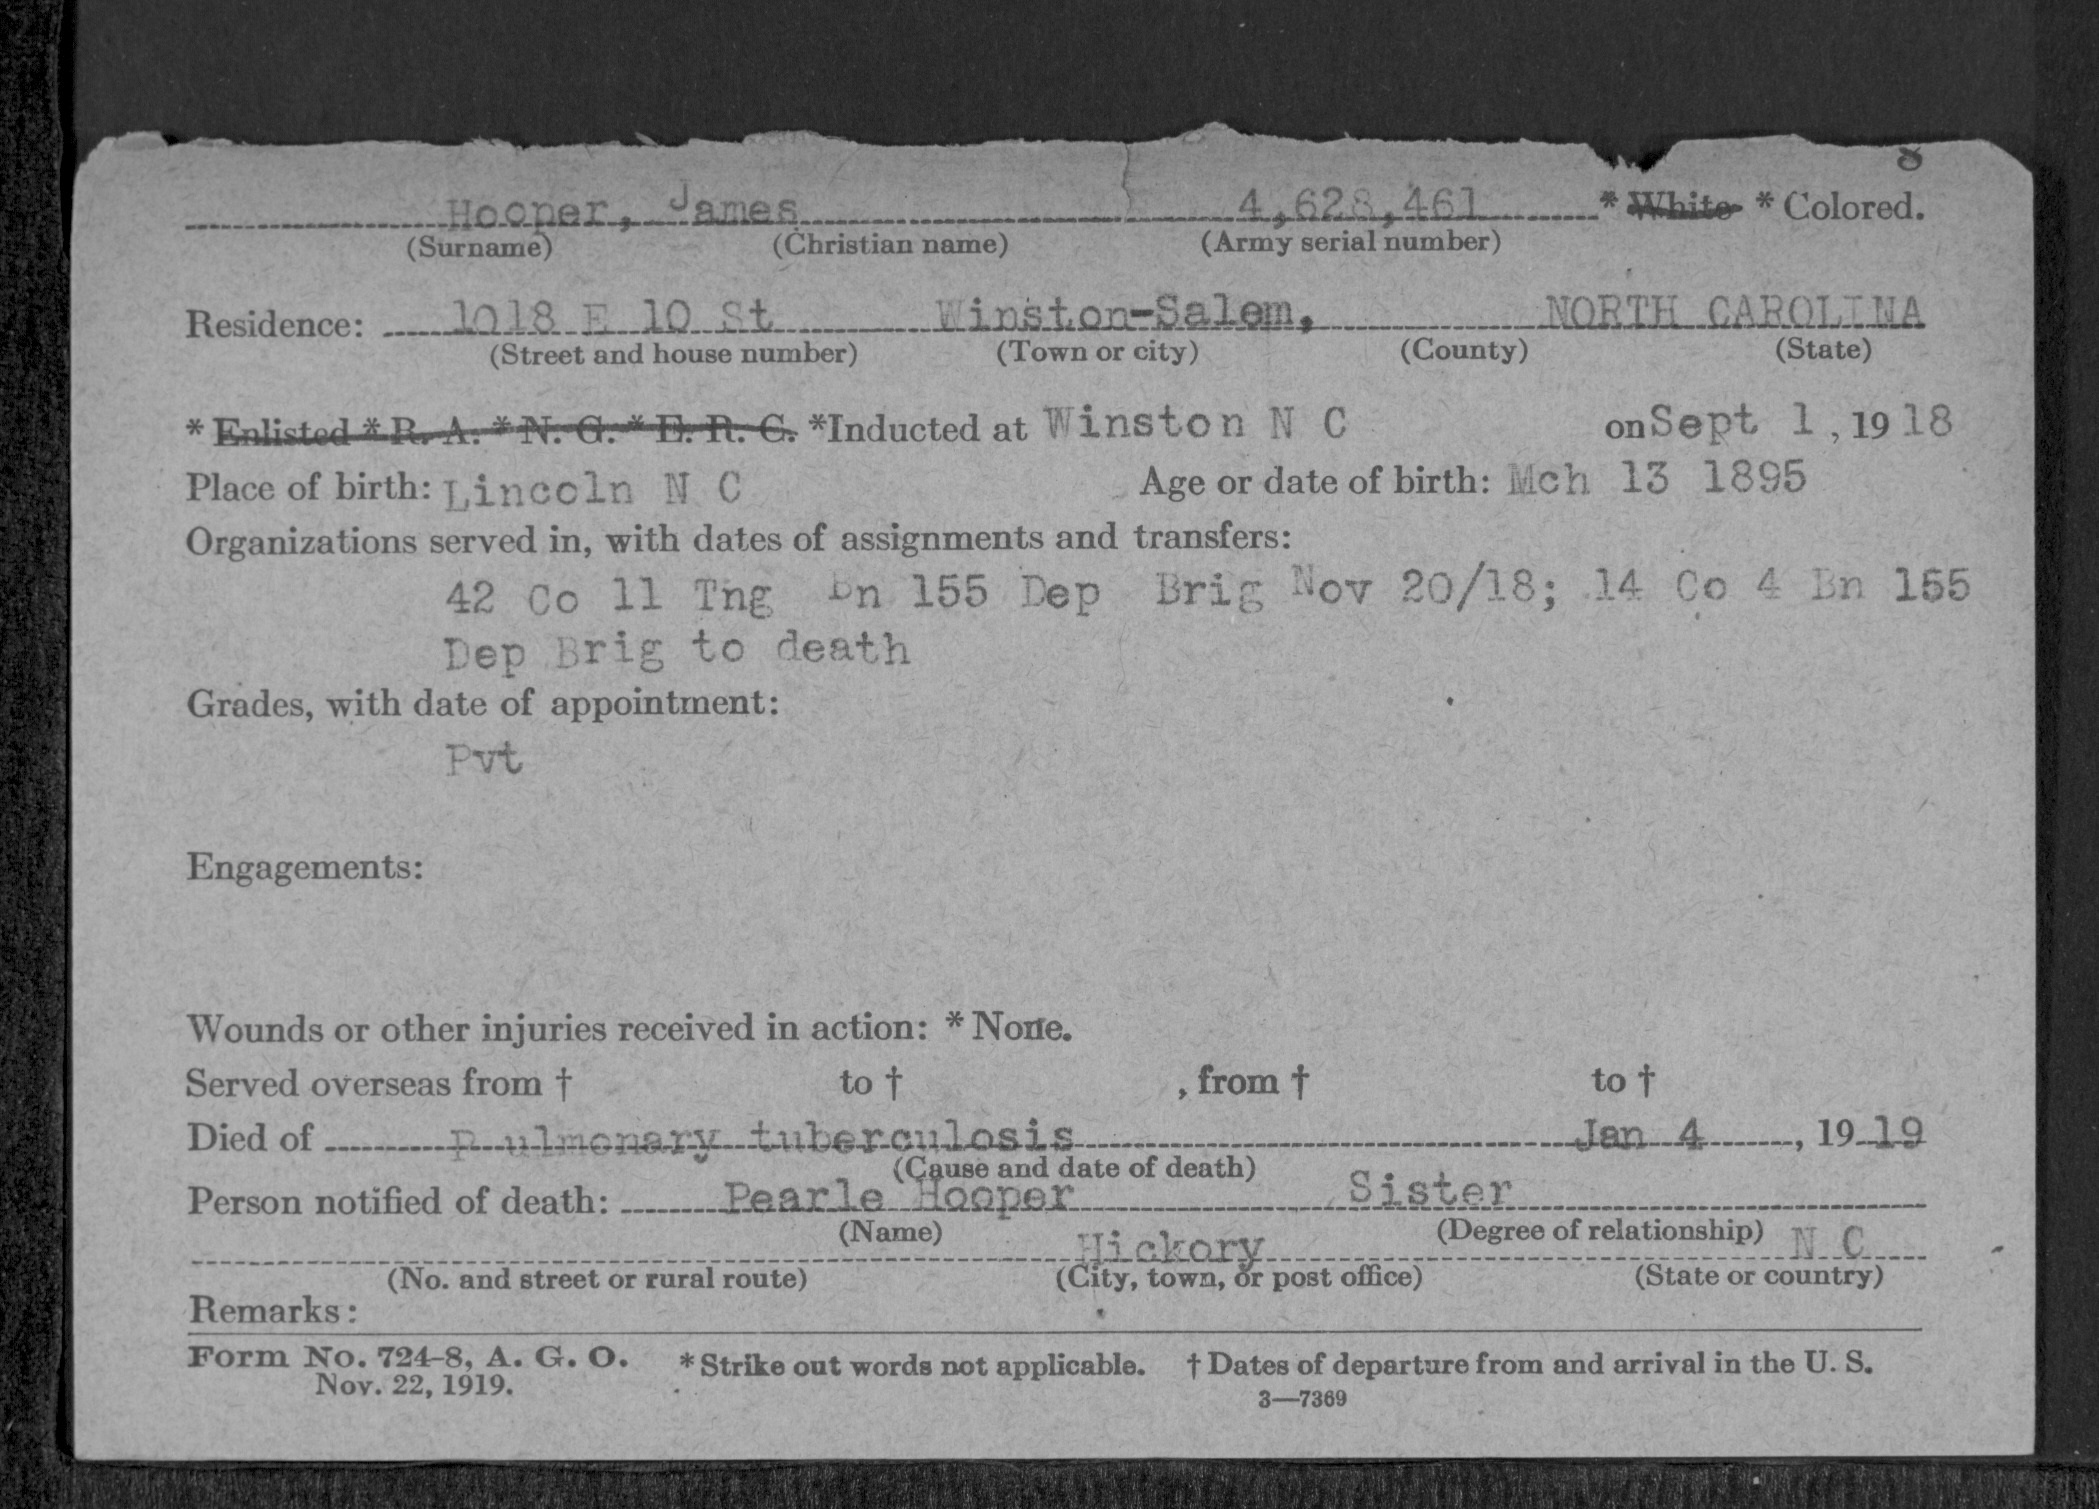 8
Hooper, James 4,628,461 * White * Colored.
(Surname) (Christian name) (Army serial number)
Residence: 1018 E 10 St Winston-Salem, NORTH CAROLINA
(Street and house number) (Town or city) (County) (State)
* Enlisted * R. A. * N. G. * E. R. C. *Inducted at Winston N C on Sept 1, 19 18
Place of birth: Lincoln N C Age or date of birth: Mch 13 1895
Organizations served in, with dates of assignments and transfers:
42 Co 11 Tng Bn 155 Dep Brig Nov 20/18; 14 Co 4 Bn 155
Dep Brig to death
Grades, with date of appointment:
Pvt
Engagements:
Wounds or other injuries received in action: * None.
Served overseas from † to † , from † to †
Died of Pulmonary tuberculosis Jan 4, 19 19
(Cause and date of death)
Person notified of death: Pearle Hooper Sister
(Name) (Degree of relationship)
Hickory N C
(No. and street or rural route) (City, town, or post office) (State or country)
Remarks:
Form No. 724-8, A. G. O. * Strike out words not applicable. † Dates of departure from and arrival in the U. S.
Nov. 22, 1919. 3—7369